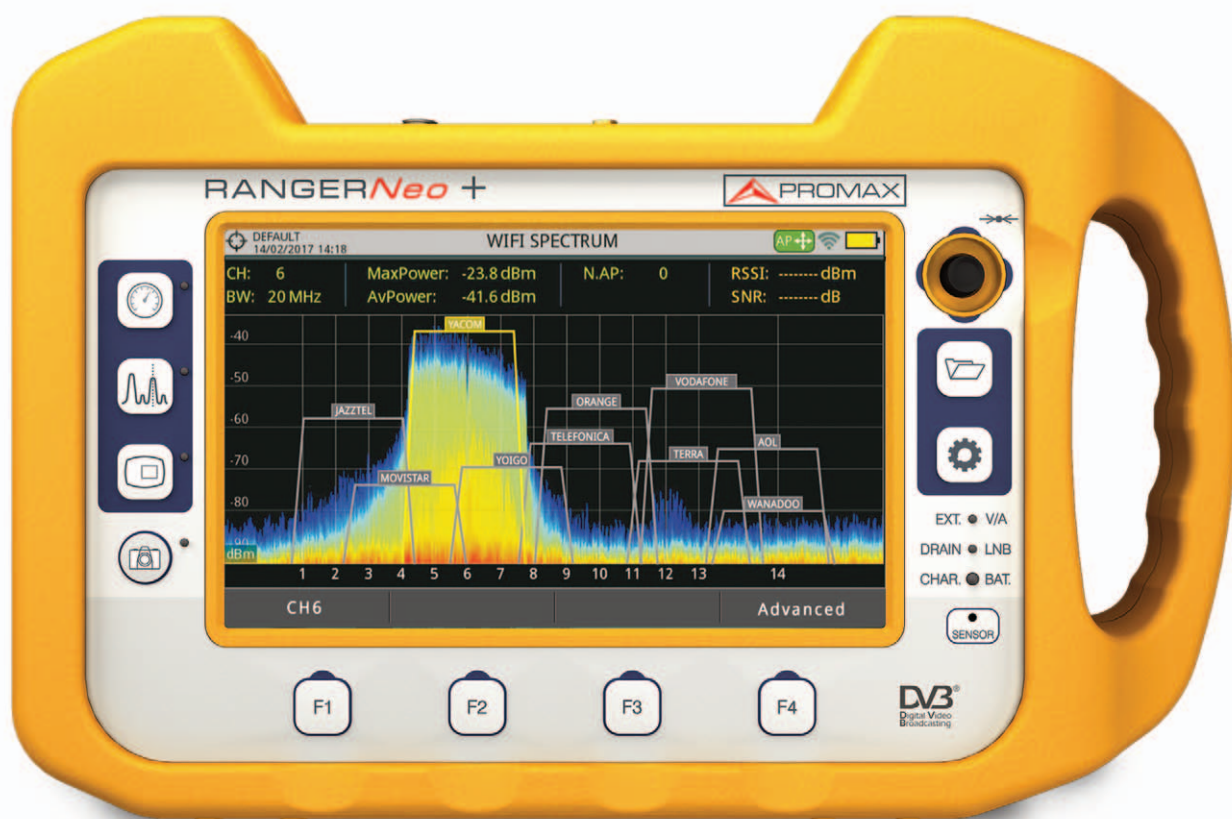 RANGERNeo +
PROMAX
DEFAULT
14/02/2017 14:18
WIFI SPECTRUM
AP
CH: 6
MaxPower: -23.8 dBm
N.AP: 0
RSSI: -------- dBm
BW: 20 MHz
AvPower: -41.6 dBm
SNR: -------- dB
-40
YACOM
-50
VODAFONE
ORANGE
JAZZTEL
-60
TELEFONICA
AOL
TERRA
YOIGO
-70
MOVISTAR
WANADOO
-80
-90
dBm
1 2 3 4 5 6 7 8 9 10 11 12 13 14
CH6
Advanced
EXT. V/A
DRAIN LNB
CHAR. BAT.
SENSOR
F1
F2
F3
F4
DVB®
Digital Video
Broadcasting